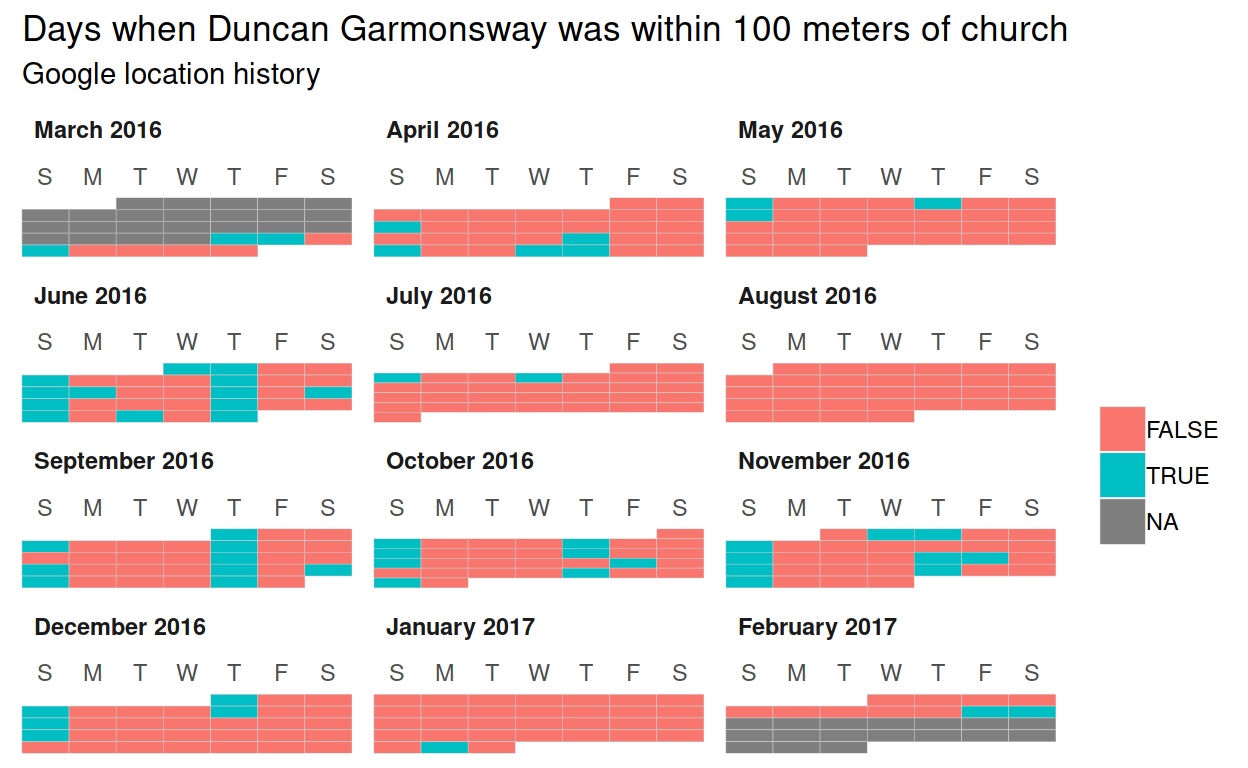 Days when Duncan Garmonsway was within 100 meters of church
Google location history
March 2016
S M T W T F S
April 2016
S M T W T F S
May 2016
S M T W T F S
June 2016
S M T W T F S
July 2016
S M T W T F S
August 2016
S M T W T F S
September 2016
S M T W T F S
October 2016
S M T W T F S
November 2016
S M T W T F S
December 2016
S M T W T F S
January 2017
S M T W T F S
February 2017
S M T W T F S
FALSE
TRUE
NA